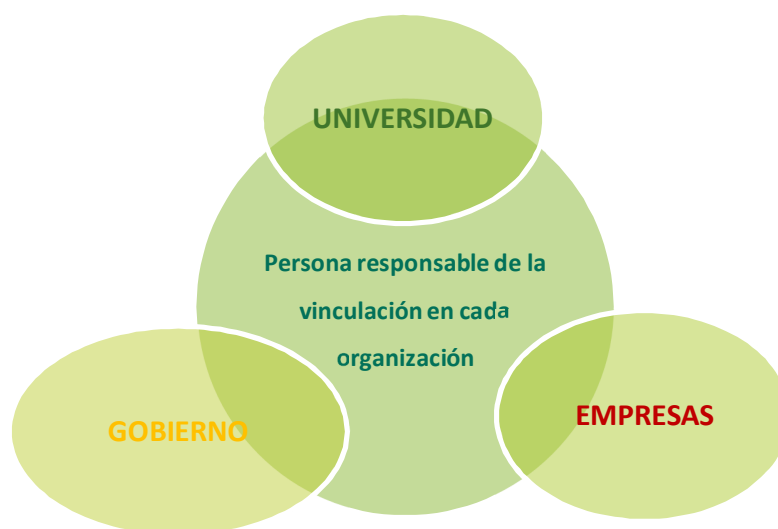 UNIVERSIDAD
Persona responsable de la
vinculación en cada
organización
GOBIERNO
EMPRESAS